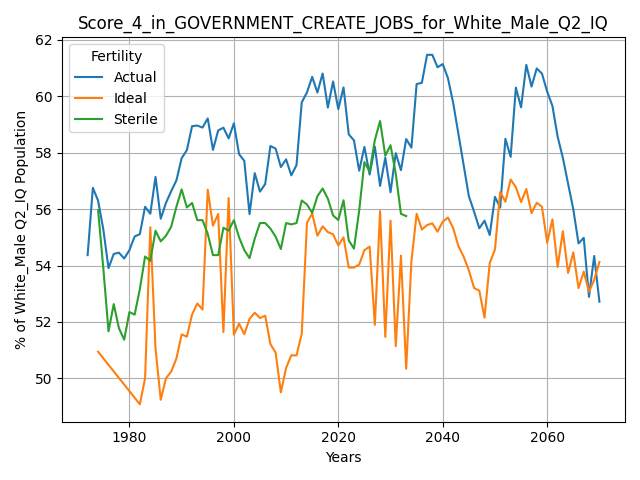 Score_4_in_GOVERNMENT_CREATE_JOBS_for_White_Male_Q2_IQ
Fertility
Actual
Ideal
Sterile
% of White_Male Q2_IQ Population
62
60
58
56
54
52
50
1980
2000
2020
2040
2060
Years